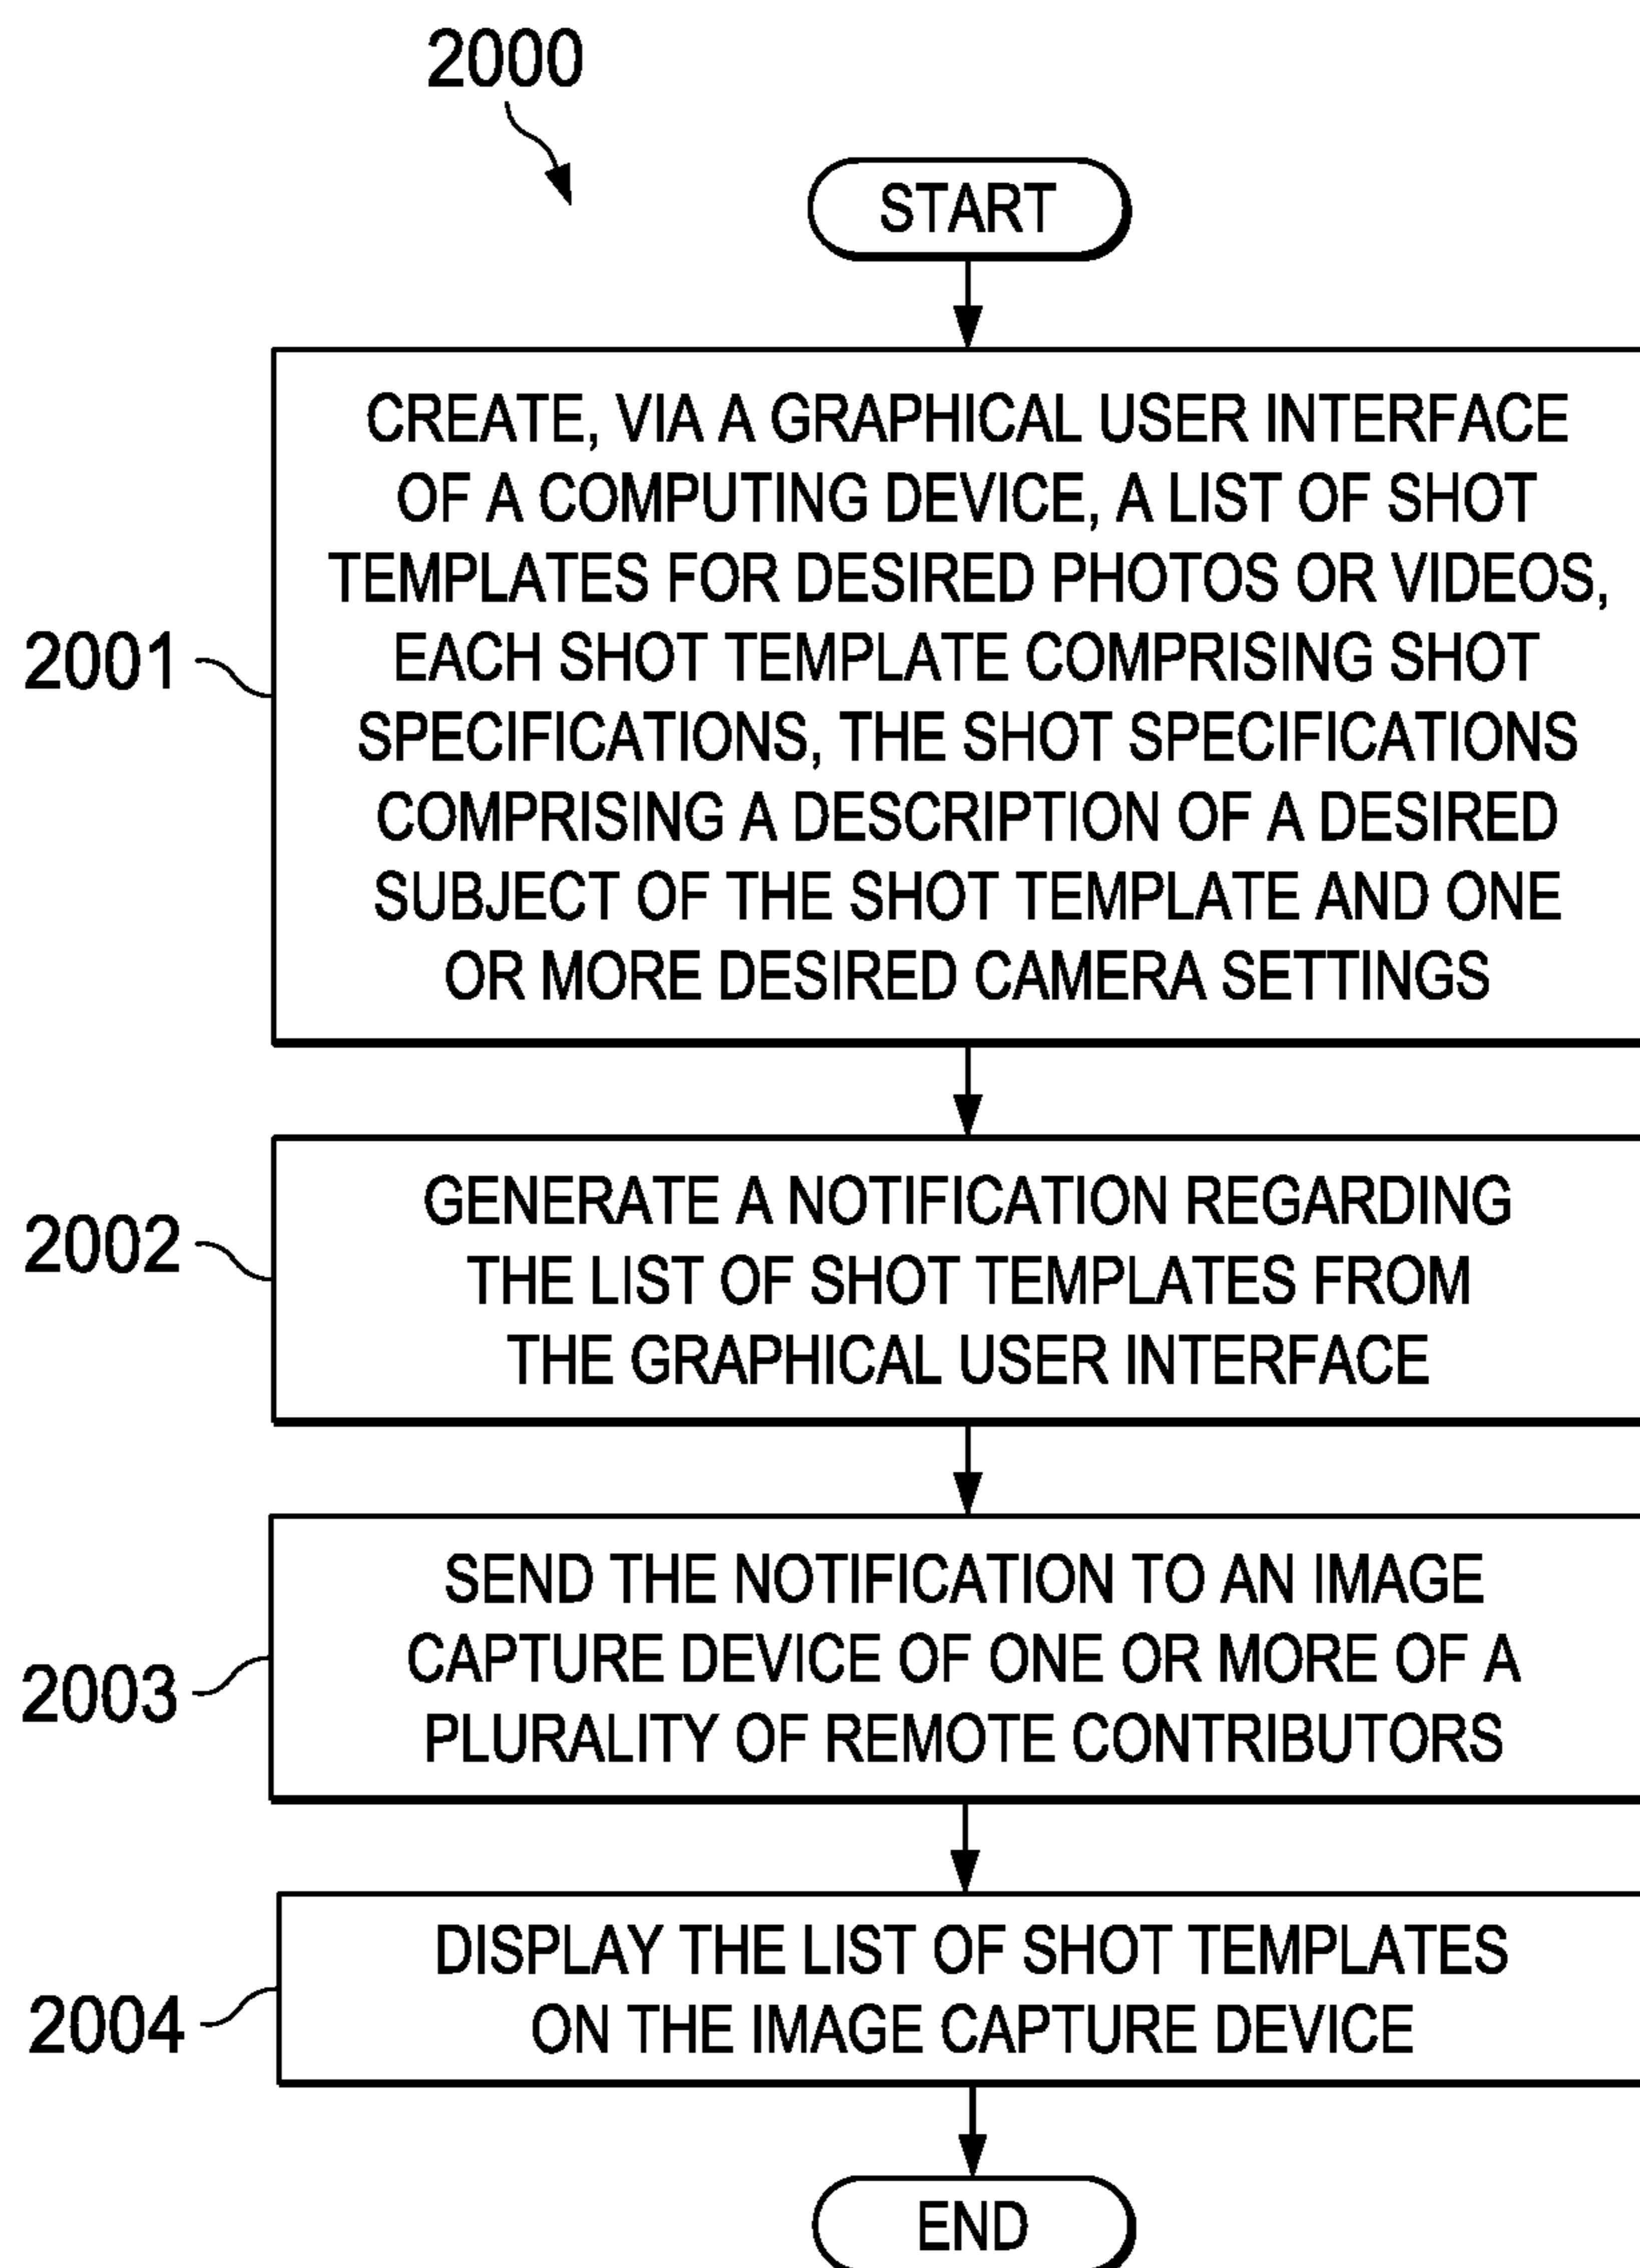 2000
START
CREATE, VIA A GRAPHICAL USER INTERFACE
OF A COMPUTING DEVICE, A LIST OF SHOT
TEMPLATES FOR DESIRED PHOTOS OR VIDEOS,
EACH SHOT TEMPLATE COMPRISING SHOT
SPECIFICATIONS, THE SHOT SPECIFICATIONS
COMPRISING A DESCRIPTION OF A DESIRED
SUBJECT OF THE SHOT TEMPLATE AND ONE
OR MORE DESIRED CAMERA SETTINGS
2001
GENERATE A NOTIFICATION REGARDING
THE LIST OF SHOT TEMPLATES FROM
THE GRAPHICAL USER INTERFACE
2002
SEND THE NOTIFICATION TO AN IMAGE
CAPTURE DEVICE OF ONE OR MORE OF A
PLURALITY OF REMOTE CONTRIBUTORS
2003
DISPLAY THE LIST OF SHOT TEMPLATES
ON THE IMAGE CAPTURE DEVICE
2004
END